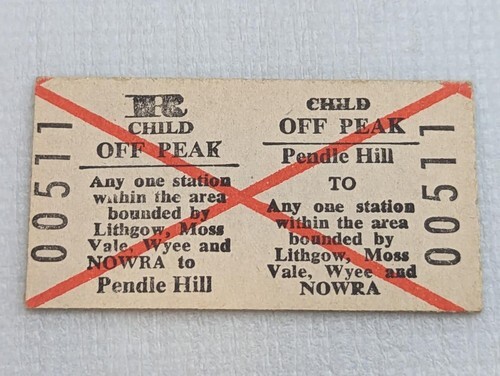 00511
R
CHILD
OFF PEAK
Any one station
within the area
bounded by
Lithgow, Moss
Vale, Wyee and
NOWRA to
Pendle Hill
CHILD
OFF PEAK
Pendle Hill
TO
Any one station
within the area
bounded by
Lithgow, Moss
Vale, Wyee and
NOWRA
00511